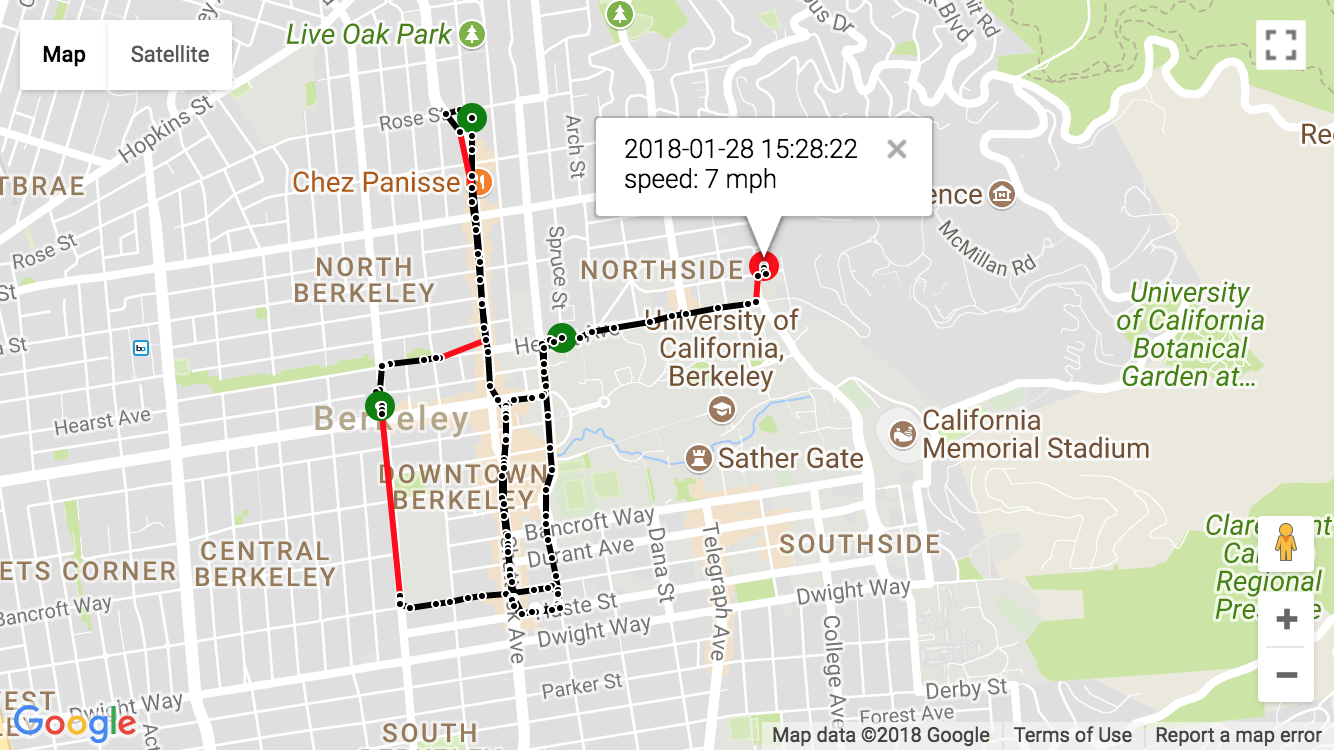 Map
Satellite
Live Oak Park
Hopkins St
Rose St
Arch St
2018-01-28 15:28:22
speed: 7 mph
TBRAE
Chez Panisse
ence
McMillan Rd
Rose St
Spruce St
NORTHSIDE
NORTH
BERKELEY
University
of California
Botanical
Garden at...
University of
California,
Berkeley
St
Hearst Ave
Berkeley
California
Memorial Stadium
Sather Gate
DOWNTOWN
BERKELEY
Bancroft Way
Durant Ave
Dana St
Telegraph Ave
SOUTHSIDE
CENTRAL
BERKELEY
ETS CORNER
Bancroft Way
Regional
Haste St
Dwight Way
Dwight Way
College Ave
Parker St
Derby St
Forest Ave
Dwight Way
SOUTH
BERKELEY
Google
Map data ©2018 Google
Terms of Use
Report a map error